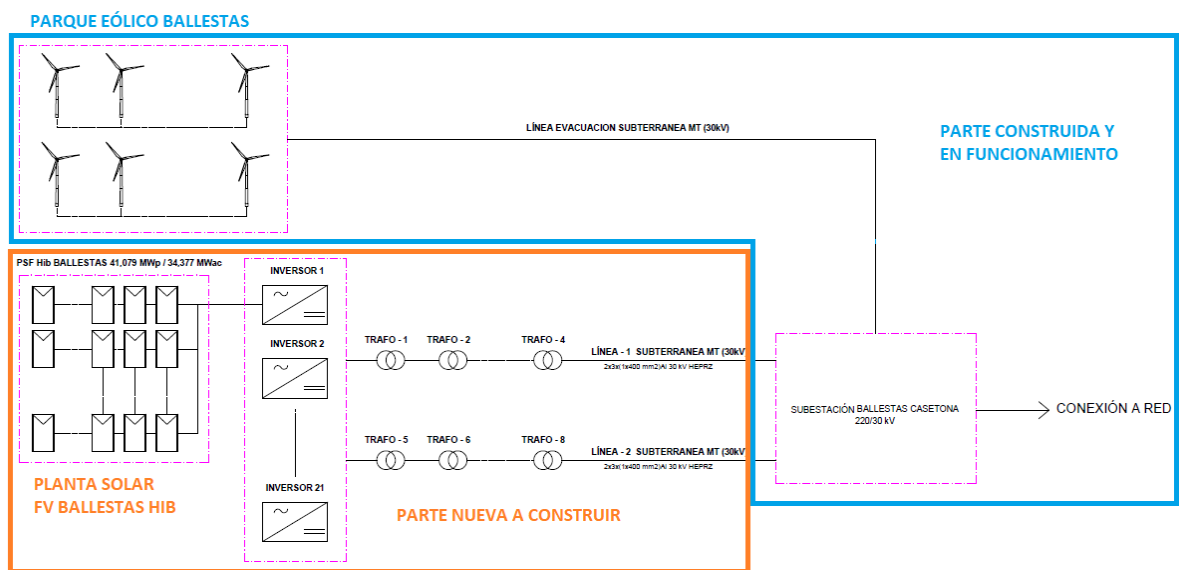 PARQUE EÓLICO BALLESTAS
LÍNEA EVACUACION SUBTERRANEA MT (30kV)
PARTE CONSTRUIDA Y
EN FUNCIONAMIENTO
PSF Hib BALLESTAS 41,079 MWp / 34,377 MWac
INVERSOR 1
INVERSOR 2
INVERSOR 21
TRAFO - 1
TRAFO - 2
TRAFO - 4
LÍNEA - 1 SUBTERRANEA MT (30kV
2x3x(1x400 mm2)Al 30 kV HEPRZ
TRAFO - 5
TRAFO - 6
TRAFO - 8
LÍNEA - 2 SUBTERRANEA MT (30kV
2x3x(1x400 mm2)Al 30 kV HEPRZ
SUBESTACIÓN BALLESTAS CASETONA
220/30 kV
CONEXIÓN A RED
PLANTA SOLAR
FV BALLESTAS HIB
PARTE NUEVA A CONSTRUIR